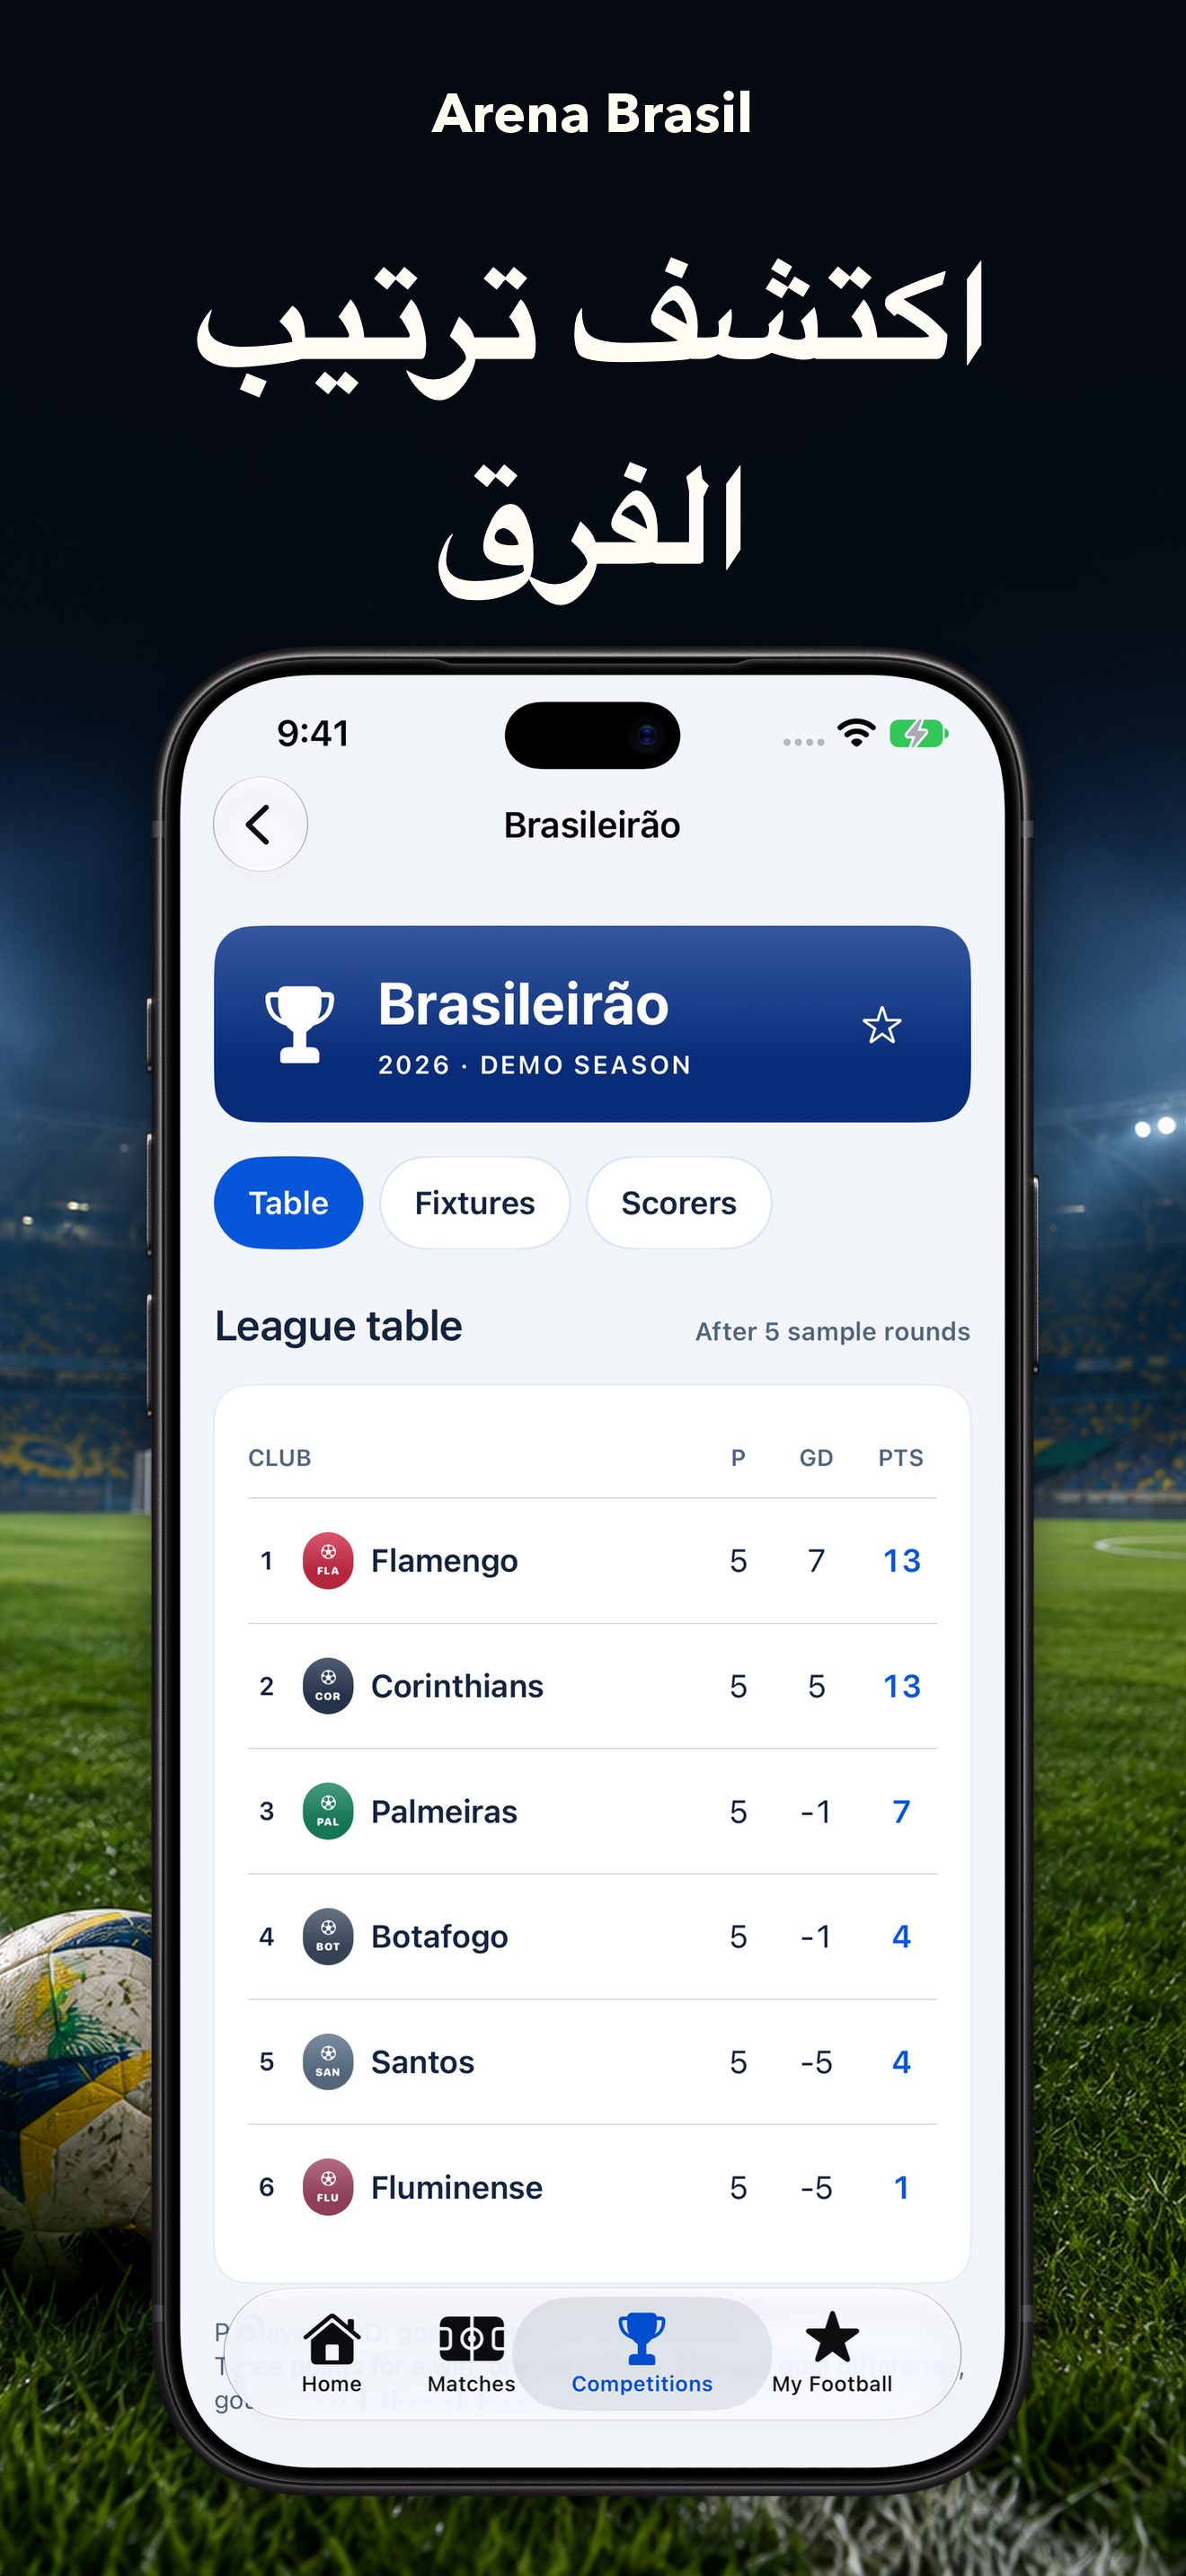 Arena Brasil
اكتشف ترتيب
الفرق
9:41
Brasileirão
Brasileirão
2026 · DEMO SEASON
Table Fixtures Scorers
League table After 5 sample rounds
CLUB P GD PTS
1 FLA Flamengo 5 7 13
2 COR Corinthians 5 5 13
3 PAL Palmeiras 5 -1 7
4 BOT Botafogo 5 -1 4
5 SAN Santos 5 -5 4
6 FLU Fluminense 5 -5 1
Home Matches Competitions My Football